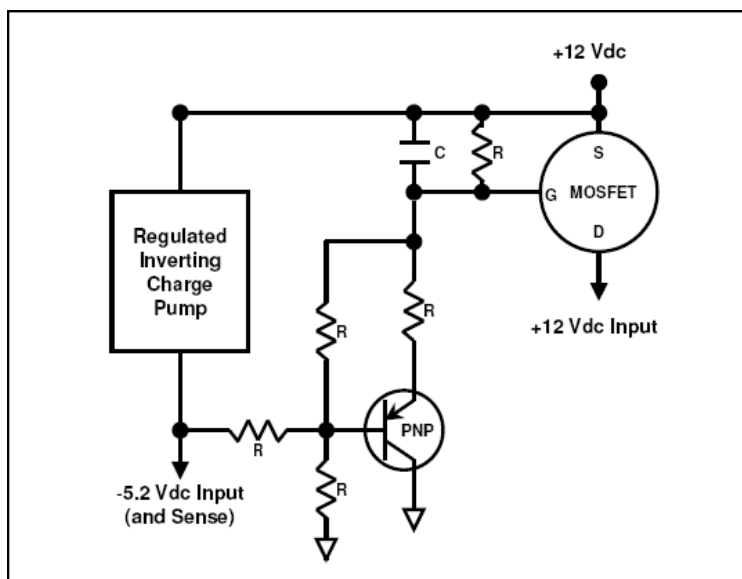 +12 Vdc
C
R
S
G
MOSFET
D
Regulated
Inverting
Charge
Pump
+12 Vdc Input
R
R
PNP
R
R
-5.2 Vdc Input
(and Sense)